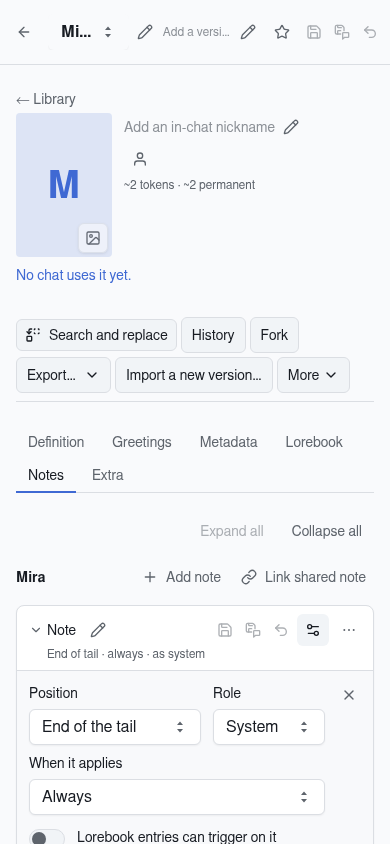 Mi...
Add a versi...
← Library
M
Add an in-chat nickname
~2 tokens · ~2 permanent
No chat uses it yet.
Search and replace
History
Fork
Export...
Import a new version...
More
Definition
Greetings
Metadata
Lorebook
Notes
Extra
Expand all
Collapse all
Mira
Add note
Link shared note
Note
End of tail · always · as system
Position
Role
End of the tail
System
When it applies
Always
Lorebook entries can trigger on it